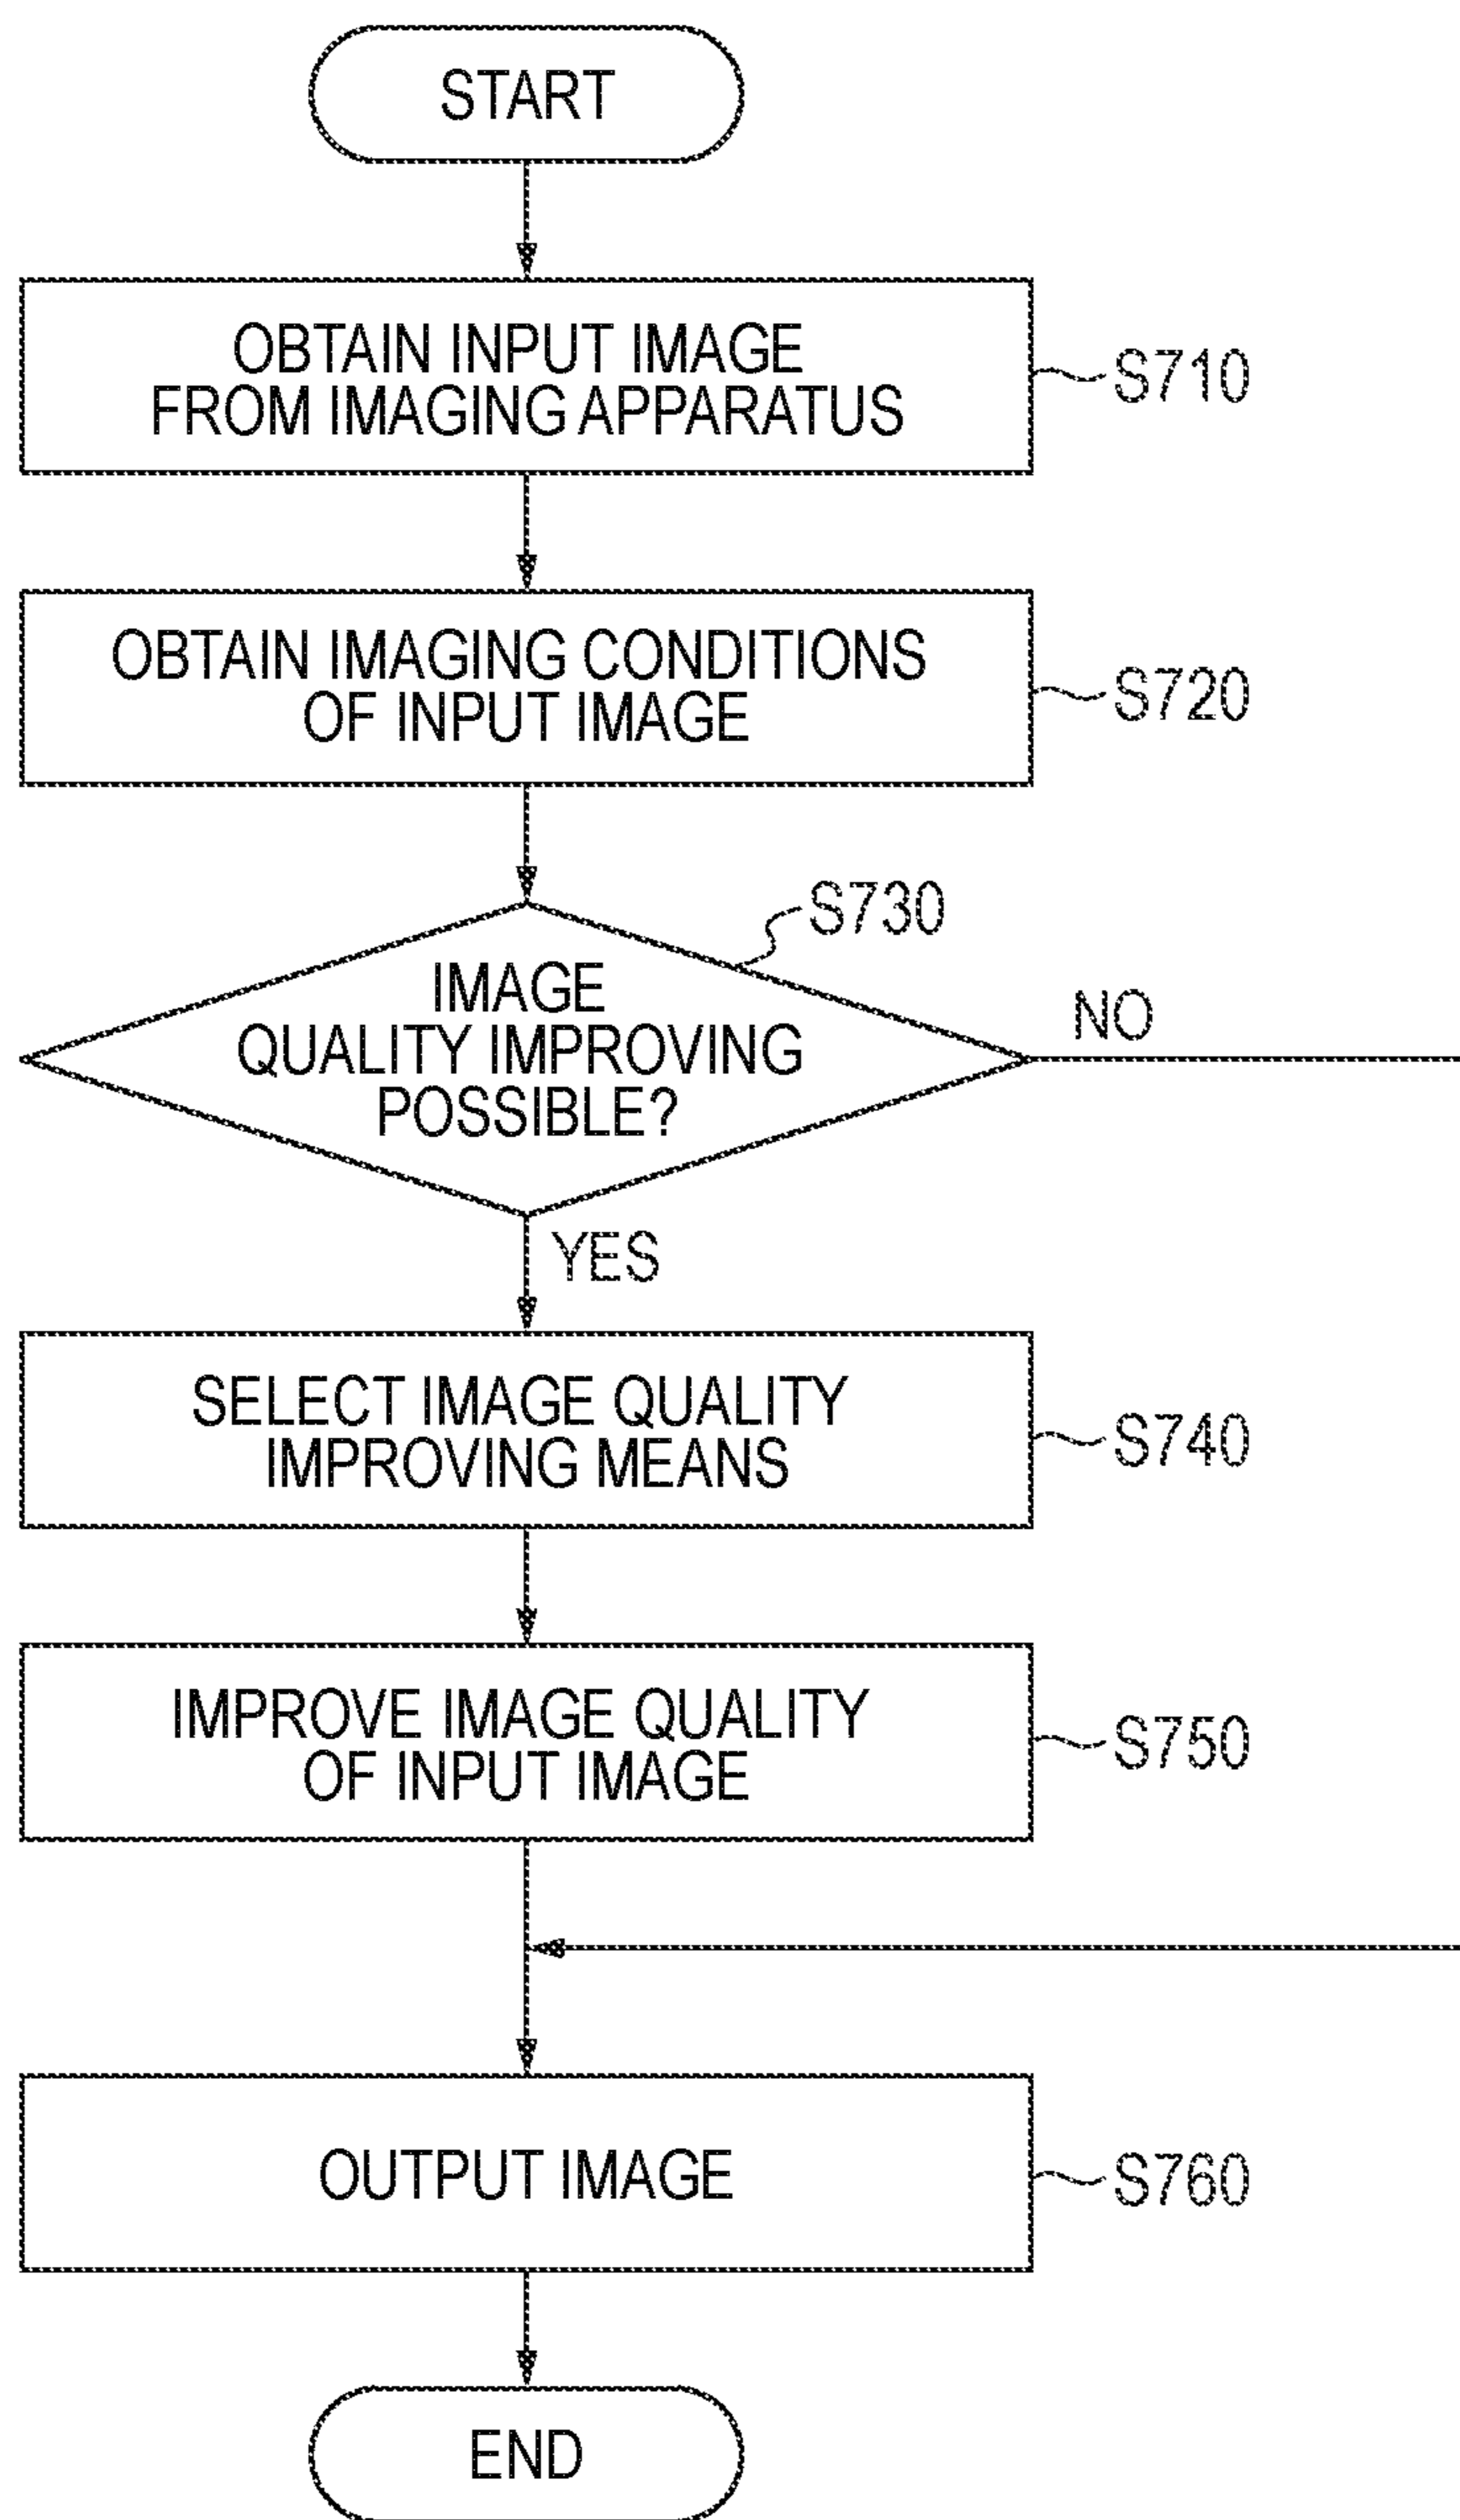 START
OBTAIN INPUT IMAGE
FROM IMAGING APPARATUS
S710
OBTAIN IMAGING CONDITIONS
OF INPUT IMAGE
S720
S730
IMAGE
QUALITY IMPROVING
POSSIBLE?
NO
YES
SELECT IMAGE QUALITY
IMPROVING MEANS
S740
IMPROVE IMAGE QUALITY
OF INPUT IMAGE
S750
OUTPUT IMAGE
S760
END